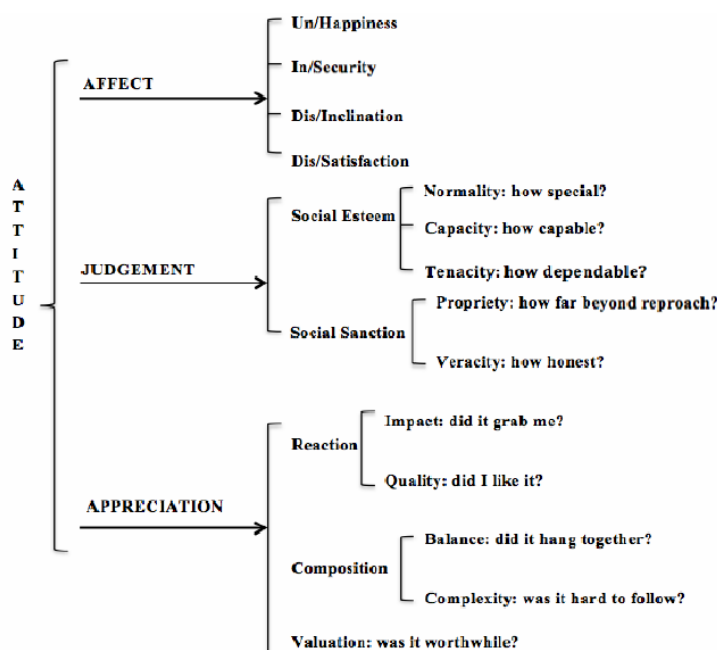 ATTITUDE
AFFECT
Un/Happiness
In/Security
Dis/Inclination
Dis/Satisfaction
JUDGEMENT
Social Esteem
Normality: how special?
Capacity: how capable?
Tenacity: how dependable?
Social Sanction
Propriety: how far beyond reproach?
Veracity: how honest?
APPRECIATION
Reaction
Impact: did it grab me?
Quality: did I like it?
Composition
Balance: did it hang together?
Complexity: was it hard to follow?
Valuation: was it worthwhile?